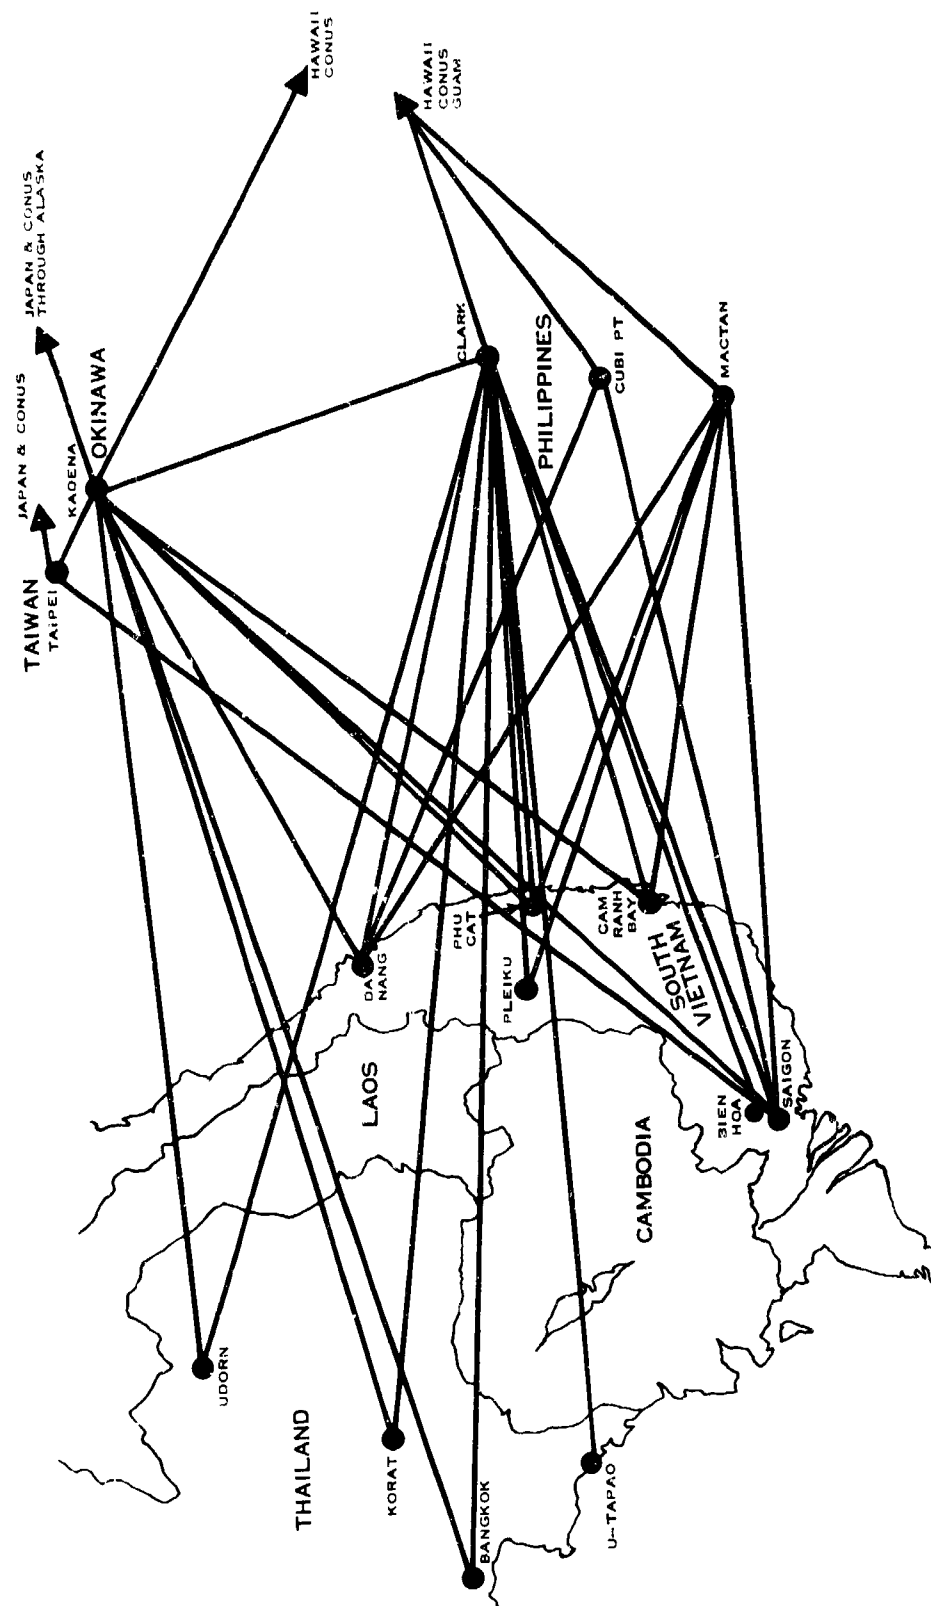 HAWAII
CONUS
HAWAII
CONUS
GUAM
JAPAN & CONUS
THROUGH ALASKA
JAPAN & CONUS
OKINAWA
KADENA
TAIWAN
TAIPEI
CLARK
PHILIPPINES
CUBI PT
MACTAN
DA NANG
PHU
CAT
PLEIKU
CAM
RANH
BAY
SOUTH
VIETNAM
BIEN
HOA
SAIGON
LAOS
CAMBODIA
THAILAND
UDORN
KORAT
BANGKOK
U-TAPAO